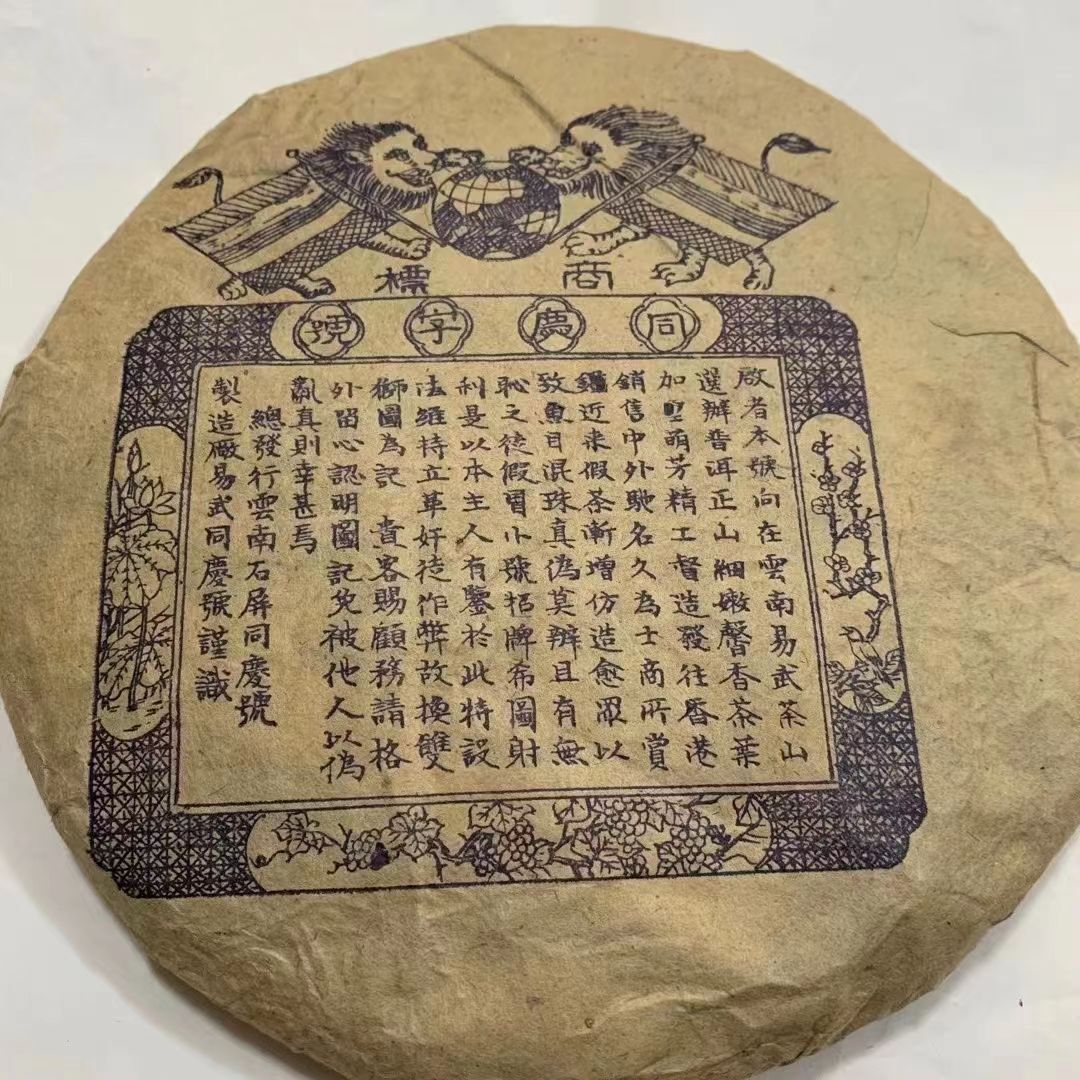 商標
同慶字號
啟者本號向在雲南易武茶山
選辦普洱正山細嫩馨香茶葉
加萌芳精工督造發往香港
銷售中外馳名久為士商所賞
鑑近來假茶漸增仿造愈眾以
致魚目混珠真偽莫辨且有無
恥之徒假冒小號招牌希圖射
利是以本主人有鑒於此特設
法維持立革奸徒作弊故換雙
獅圖為記 貴客賜顧務請格
外留心認明圖記免被他人以偽
亂真則幸甚焉
總發行雲南石屏同慶號
製造廠易武同慶號謹識